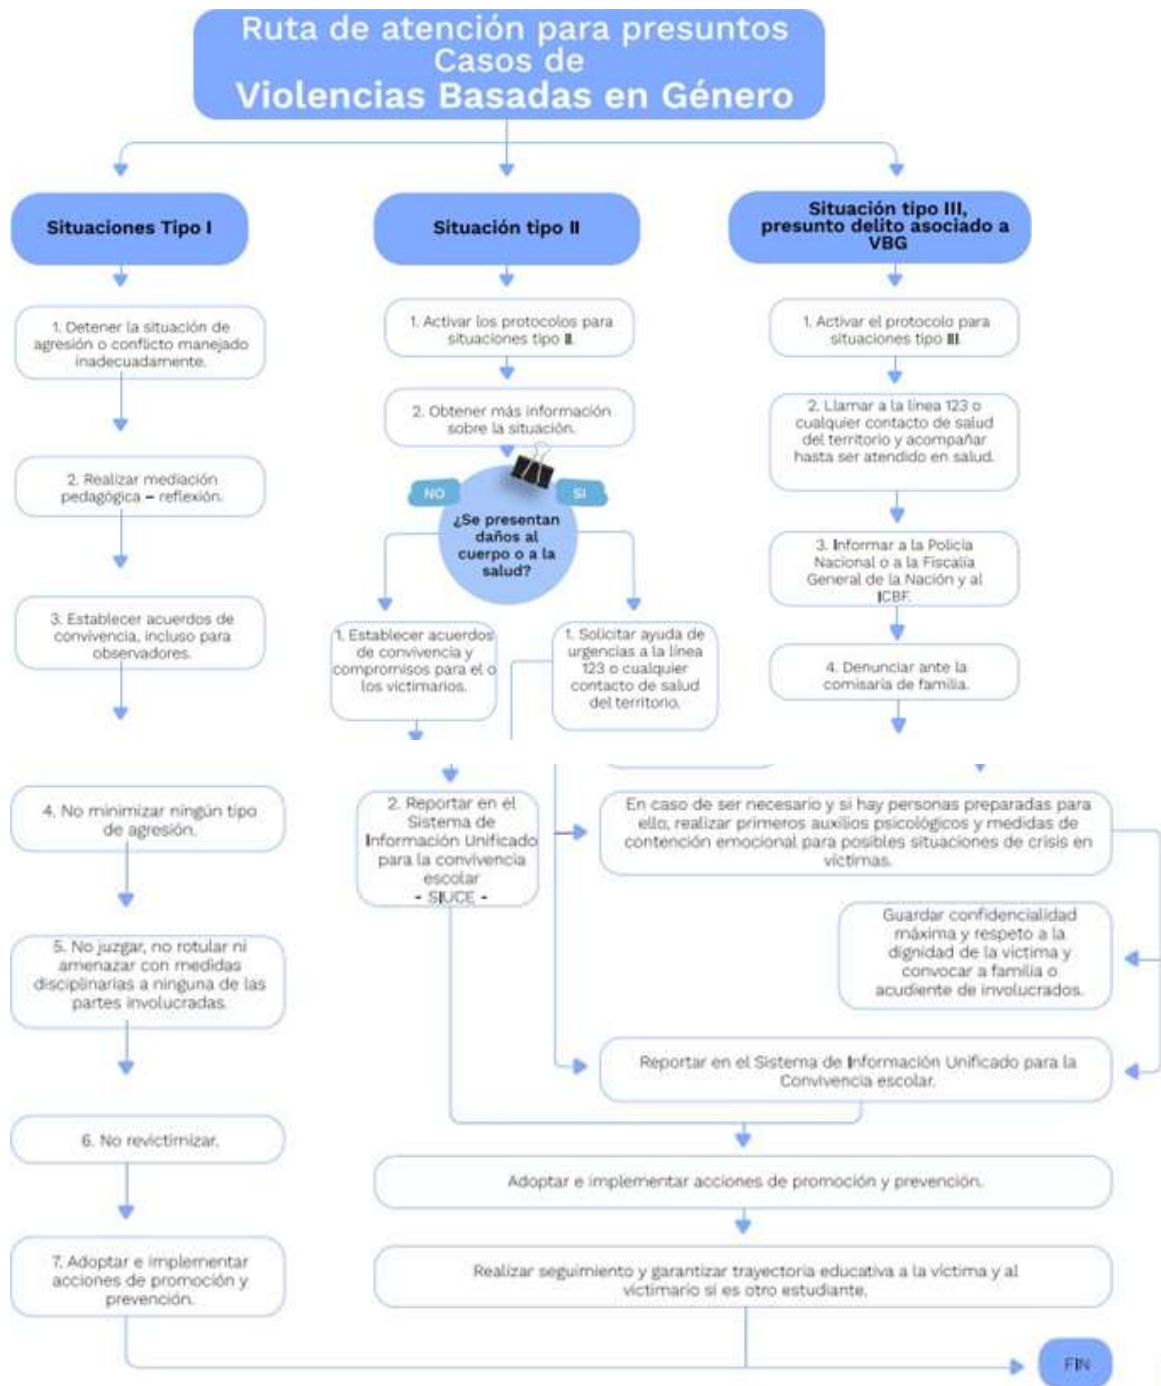 Ruta de atención para presuntos
Casos de
Violencias Basadas en Género
Situaciones Tipo I
1. Detener la situación de
agresión o conflicto manejado
inadecuadamente.
2. Realizar mediación
pedagógica – reflexión.
3. Establecer acuerdos de
convivencia, incluso para
observadores.
Situación tipo II
1. Activar los protocolos para
situaciones tipo II.
2. Obtener más información
sobre la situación.
NO
SI
¿Se presentan
daños al
cuerpo o a la
salud?
1. Establecer acuerdos
de convivencia y
compromisos para el o
los victimarios.
1. Solicitar ayuda de
urgencias a la línea
123 o cualquier
contacto de salud
del territorio.
Situación tipo III,
presunto delito asociado a
VBG
1. Activar el protocolo para
situaciones tipo III.
2. Llamar a la línea 123 o
cualquier contacto de salud
del territorio y acompañar
hasta ser atendido en salud.
3. Informar a la Policía
Nacional o a la Fiscalía
General de la Nación y al
ICBF.
4. Denunciar ante la
comisaría de familia.
4. No minimizar ningún tipo
de agresión.
5. No juzgar, no rotular ni
amenazar con medidas
disciplinarias a ninguna de las
partes involucradas.
6. No revictimizar.
7. Adoptar e implementar
acciones de promoción y
prevención.
2. Reportar en el
Sistema de
Información Unificado
para la convivencia
escolar
- SIUCE -
En caso de ser necesario y si hay personas preparadas para
ello, realizar primeros auxilios psicológicos y medidas de
contención emocional para posibles situaciones de crisis en
víctimas.
Guardar confidencialidad
máxima y respeto a la
dignidad de la víctima y
convocar a familia o
acudiente de involucrados.
Reportar en el Sistema de Información Unificado para la
Convivencia escolar.
Adoptar e implementar acciones de promoción y prevención.
Realizar seguimiento y garantizar trayectoria educativa a la víctima y al
victimario si es otro estudiante.
FIN